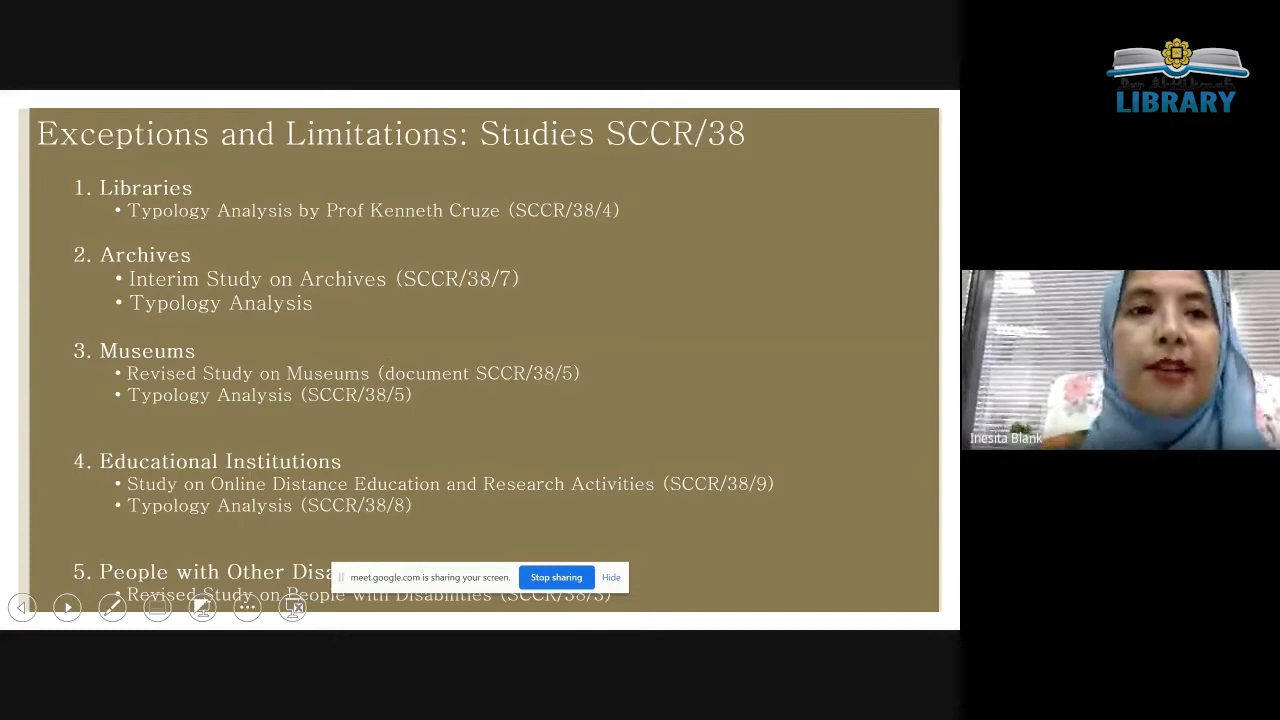 Exceptions and Limitations: Studies SCCR/38
1. Libraries
• Typology Analysis by Prof Kenneth Cruze (SCCR/38/4)
2. Archives
• Interim Study on Archives (SCCR/38/7)
• Typology Analysis
3. Museums
• Revised Study on Museums (document SCCR/38/5)
• Typology Analysis (SCCR/38/5)
4. Educational Institutions
• Study on Online Distance Education and Research Activities (SCCR/38/9)
• Typology Analysis (SCCR/38/8)
5. People with Other
meet.google.com is sharing your screen.
Stop sharing
Hide
• Revised Study on People with Disabilities (SCCR/38/3)
LIBRARY
Inesita Blank